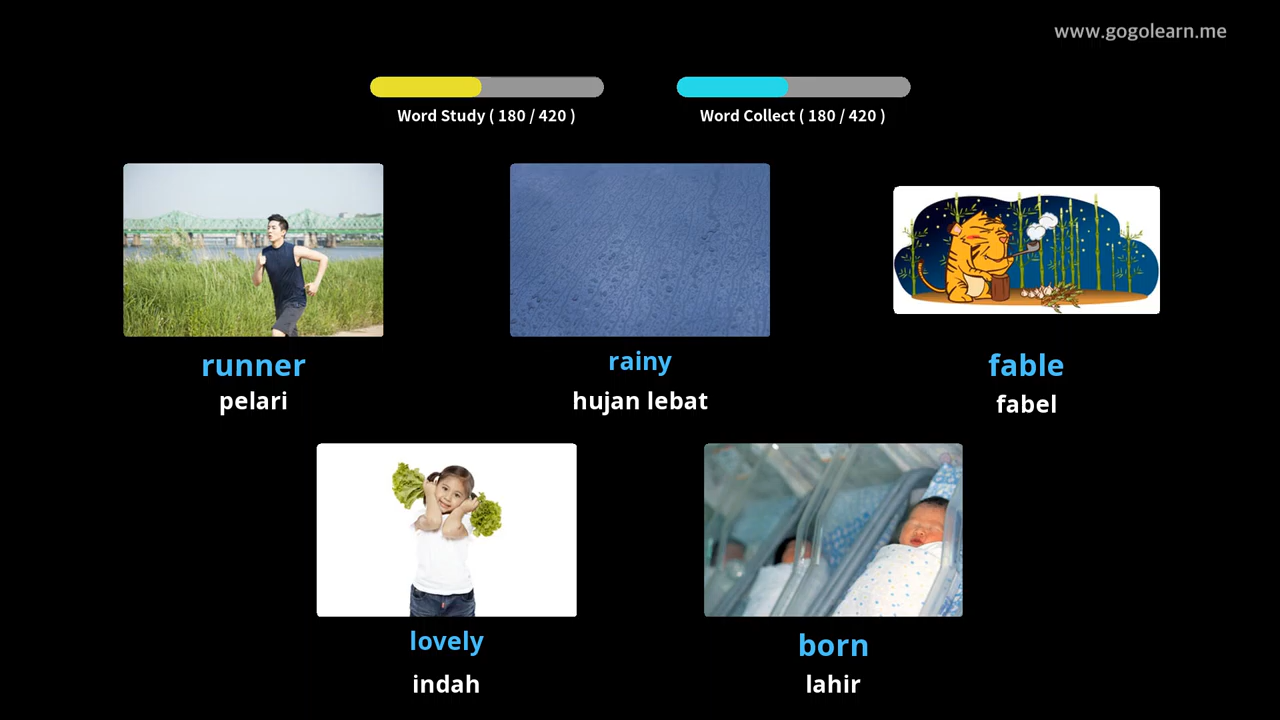 www.gogolearn.me
Word Study ( 180 / 420 )
Word Collect ( 180 / 420 )
runner
pelari
rainy
hujan lebat
fable
fabel
lovely
indah
born
lahir